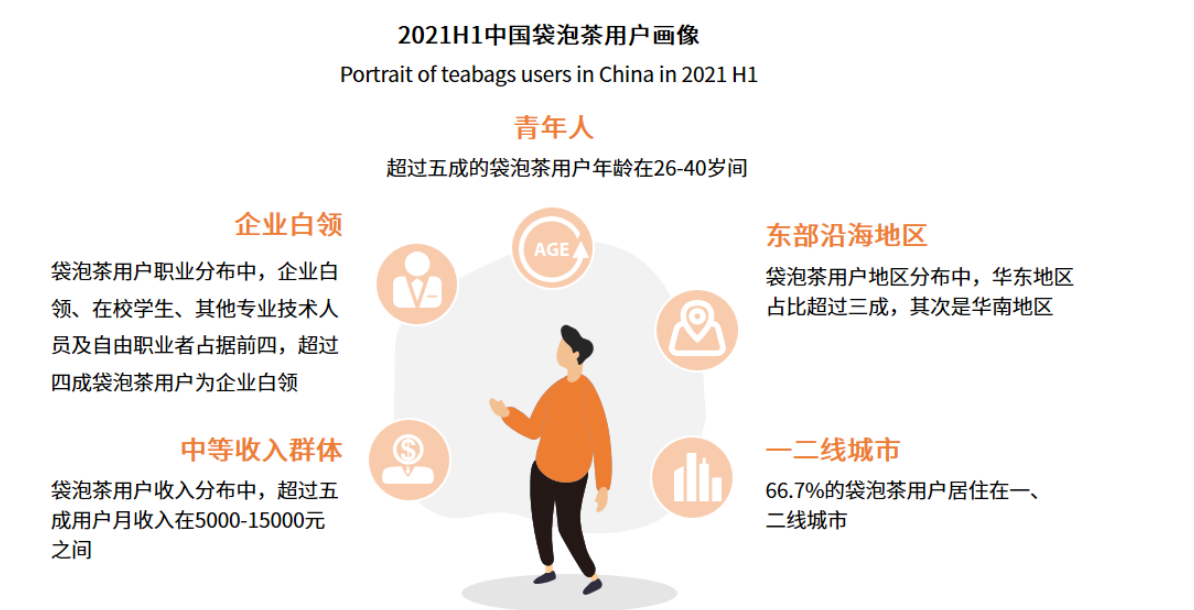 2021H1中国袋泡茶用户画像
Portrait of teabags users in China in 2021 H1
青年人
超过五成的袋泡茶用户年龄在26-40岁间
企业白领
袋泡茶用户职业分布中，企业白
领、在校学生、其他专业技术人
员及自由职业者占据前四，超过
四成袋泡茶用户为企业白领
AGE
东部沿海地区
袋泡茶用户地区分布中，华东地区
占比超过三成，其次是华南地区
中等收入群体
袋泡茶用户收入分布中，超过五
成用户月收入在5000-15000元
之间
$
一二线城市
66.7%的袋泡茶用户居住在一、
二线城市